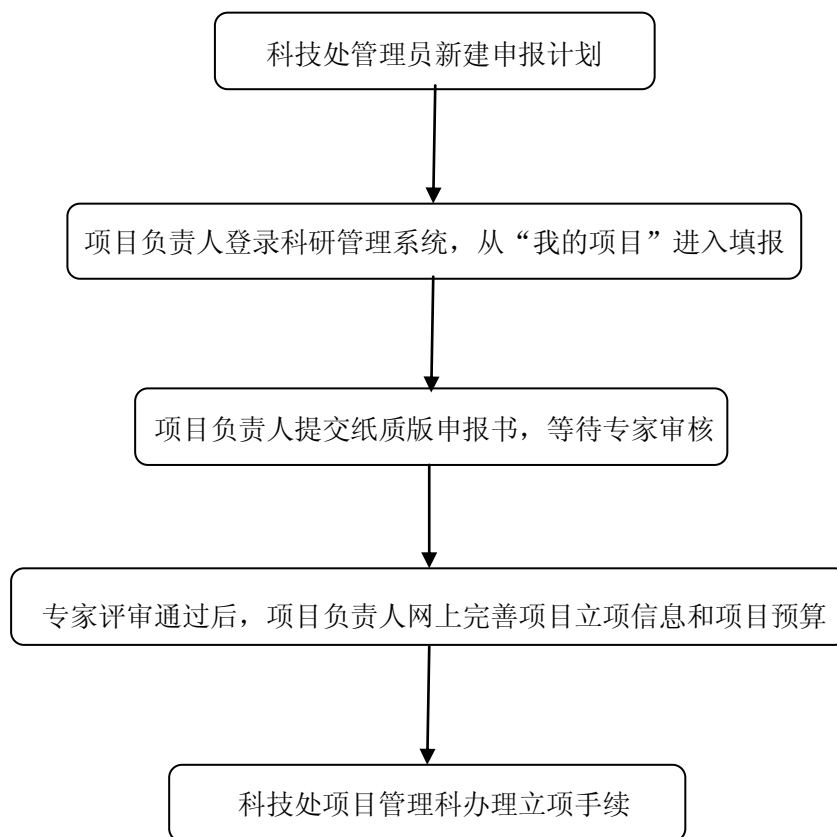 科技处管理员新建申报计划
项目负责人登录科研管理系统，从“我的项目”进入填报
项目负责人提交纸质版申报书，等待专家审核
专家评审通过后，项目负责人网上完善项目立项信息和项目预算
科技处项目管理科办理立项手续